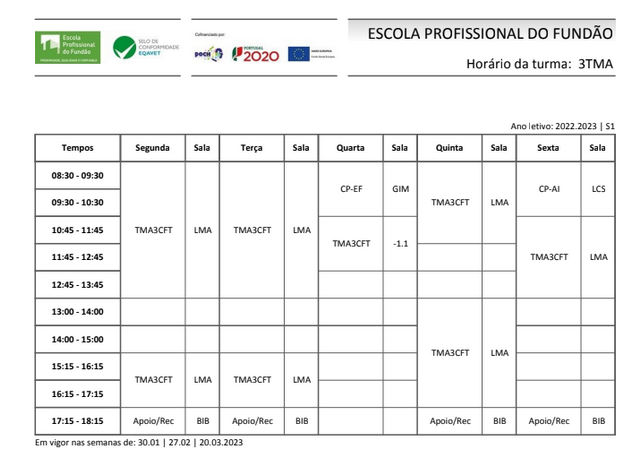 Escola
Profissional
do Fundão
SELO DE
CONFORMIDADE
EQAVET
Cofinanciado por:
POCH
PORTUGAL
2020
UNIÃO EUROPEIA
Fundo Social Europeu
ESCOLA PROFISSIONAL DO FUNDÃO
Horário da turma: 3TMA
Ano letivo: 2022.2023 | S1
Tempos Segunda Sala Terça Sala Quarta Sala Quinta Sala Sexta Sala
08:30 - 09:30
CP-EF GIM CP-AI LCS
09:30 - 10:30
TMA3CFT LMA
10:45 - 11:45
TMA3CFT LMA TMA3CFT LMA
TMA3CFT -1.1
11:45 - 12:45
TMA3CFT LMA
12:45 - 13:45
13:00 - 14:00
14:00 - 15:00
TMA3CFT LMA
15:15 - 16:15
TMA3CFT LMA TMA3CFT LMA
16:15 - 17:15
17:15 - 18:15 Apoio/Rec BIB Apoio/Rec BIB Apoio/Rec BIB Apoio/Rec BIB
Em vigor nas semanas de: 30.01 | 27.02 | 20.03.2023